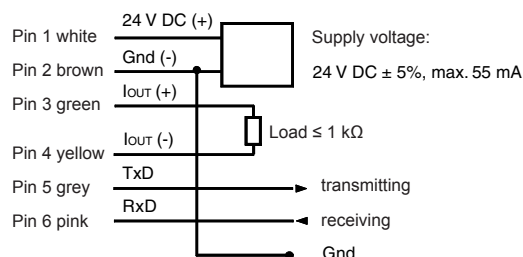 Pin 1 white 24 V DC (+) Supply voltage:
Pin 2 brown Gnd (-) 24 V DC ± 5%, max. 55 mA
Pin 3 green IOUT (+)
Load ≤ 1 kΩ
Pin 4 yellow IOUT (-)
Pin 5 grey TxD transmitting
Pin 6 pink RxD receiving
Gnd